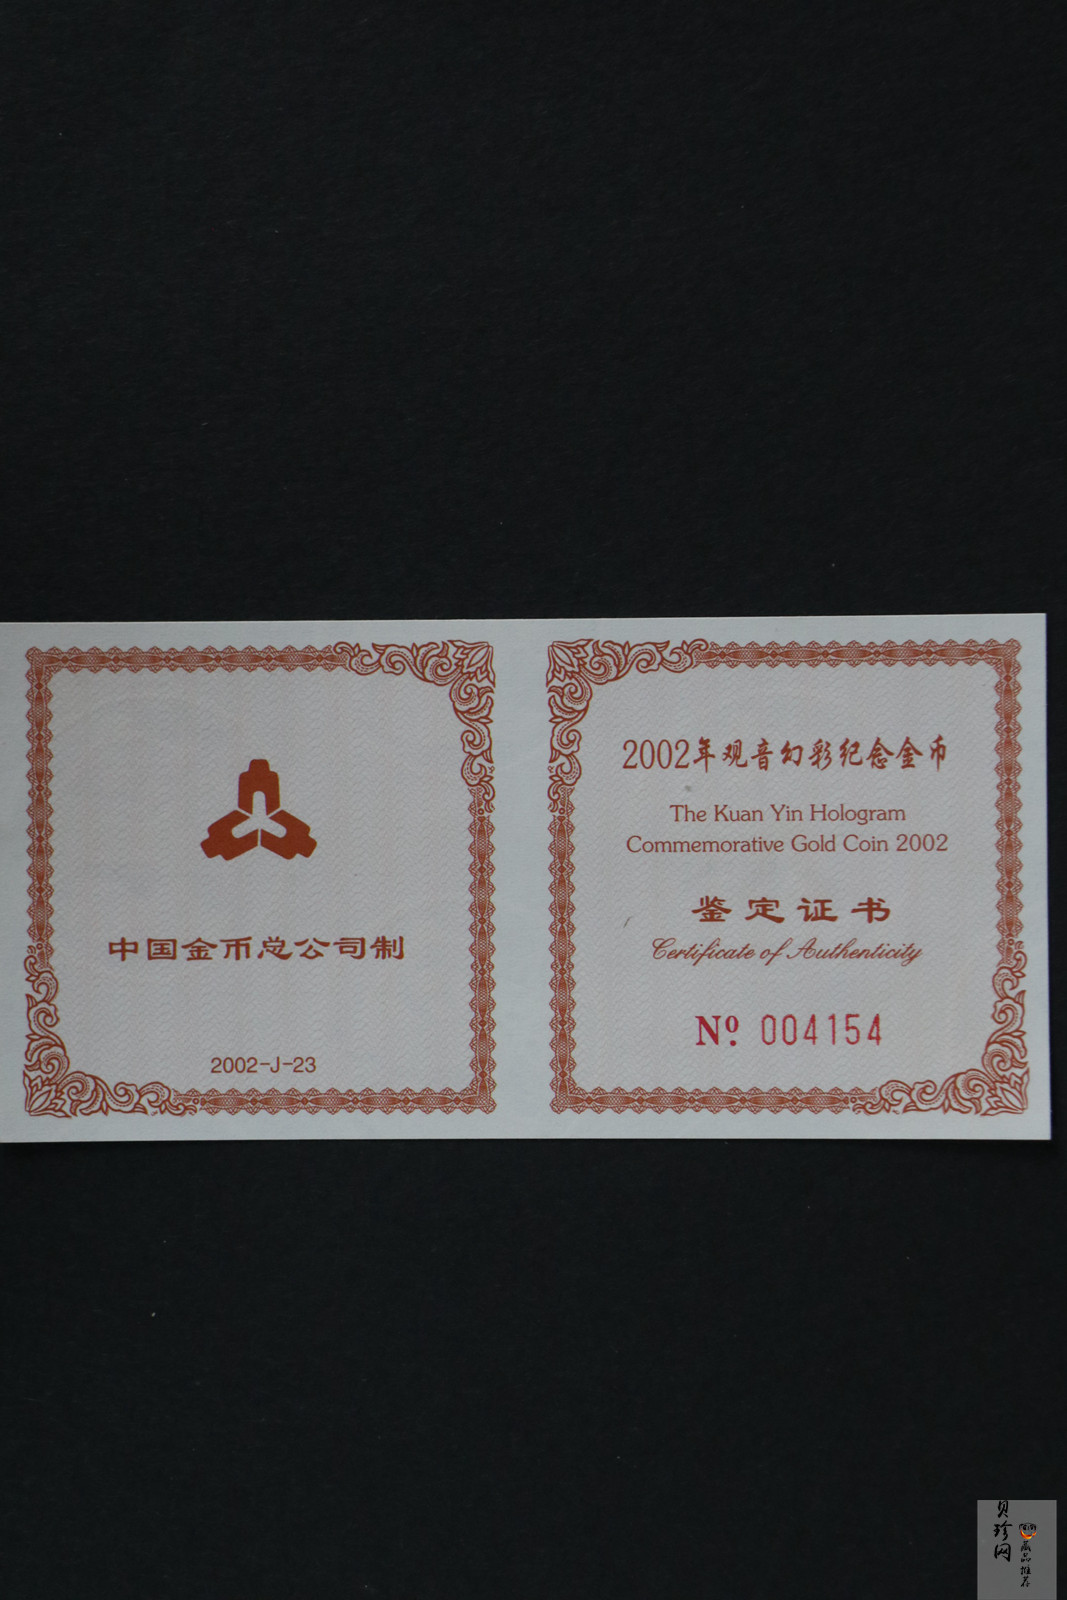 中国金币总公司制
2002-J-23
2002年观音幻彩纪念金币
The Kuan Yin Hologram
Commemorative Gold Coin 2002
鉴定证书
Certificate of Authenticity
Nº. 004154
贝珍网
藏品推荐